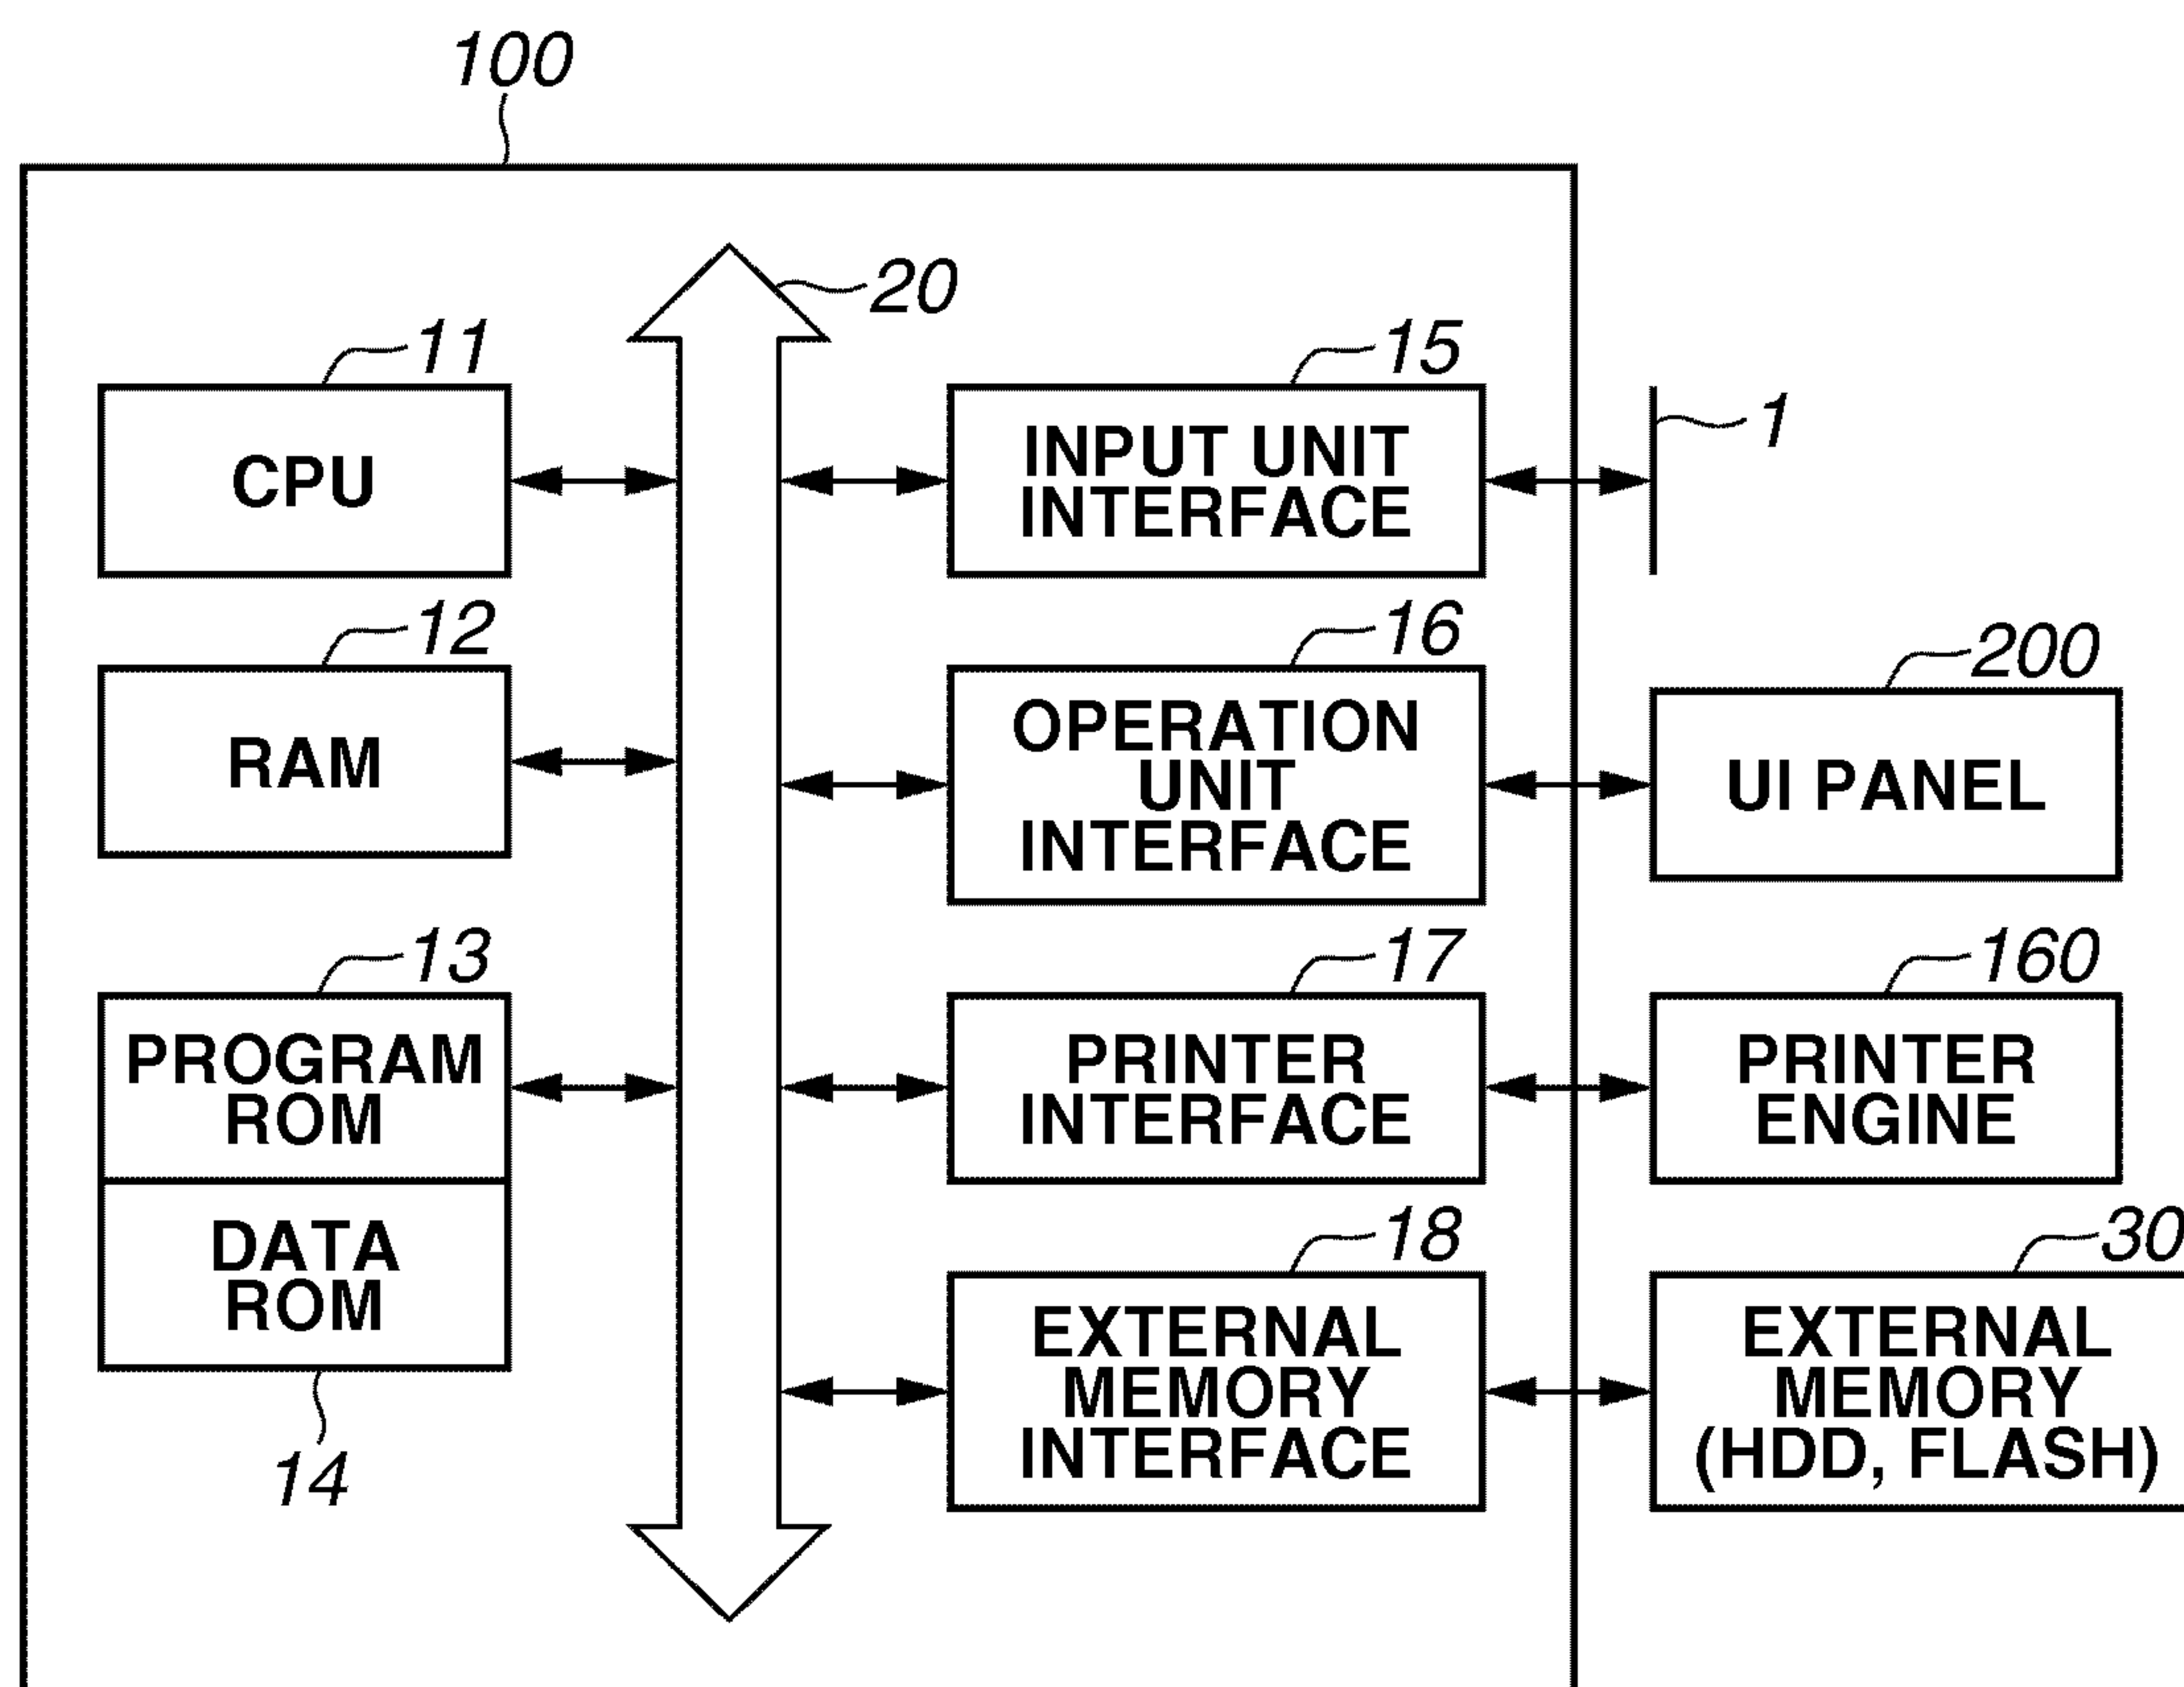 100
20
11
CPU
15
INPUT UNIT
INTERFACE
1
12
RAM
16
OPERATION
UNIT
INTERFACE
200
UI PANEL
13
PROGRAM
ROM
17
PRINTER
INTERFACE
160
PRINTER
ENGINE
DATA
ROM
14
18
EXTERNAL
MEMORY
INTERFACE
30
EXTERNAL
MEMORY
(HDD, FLASH)